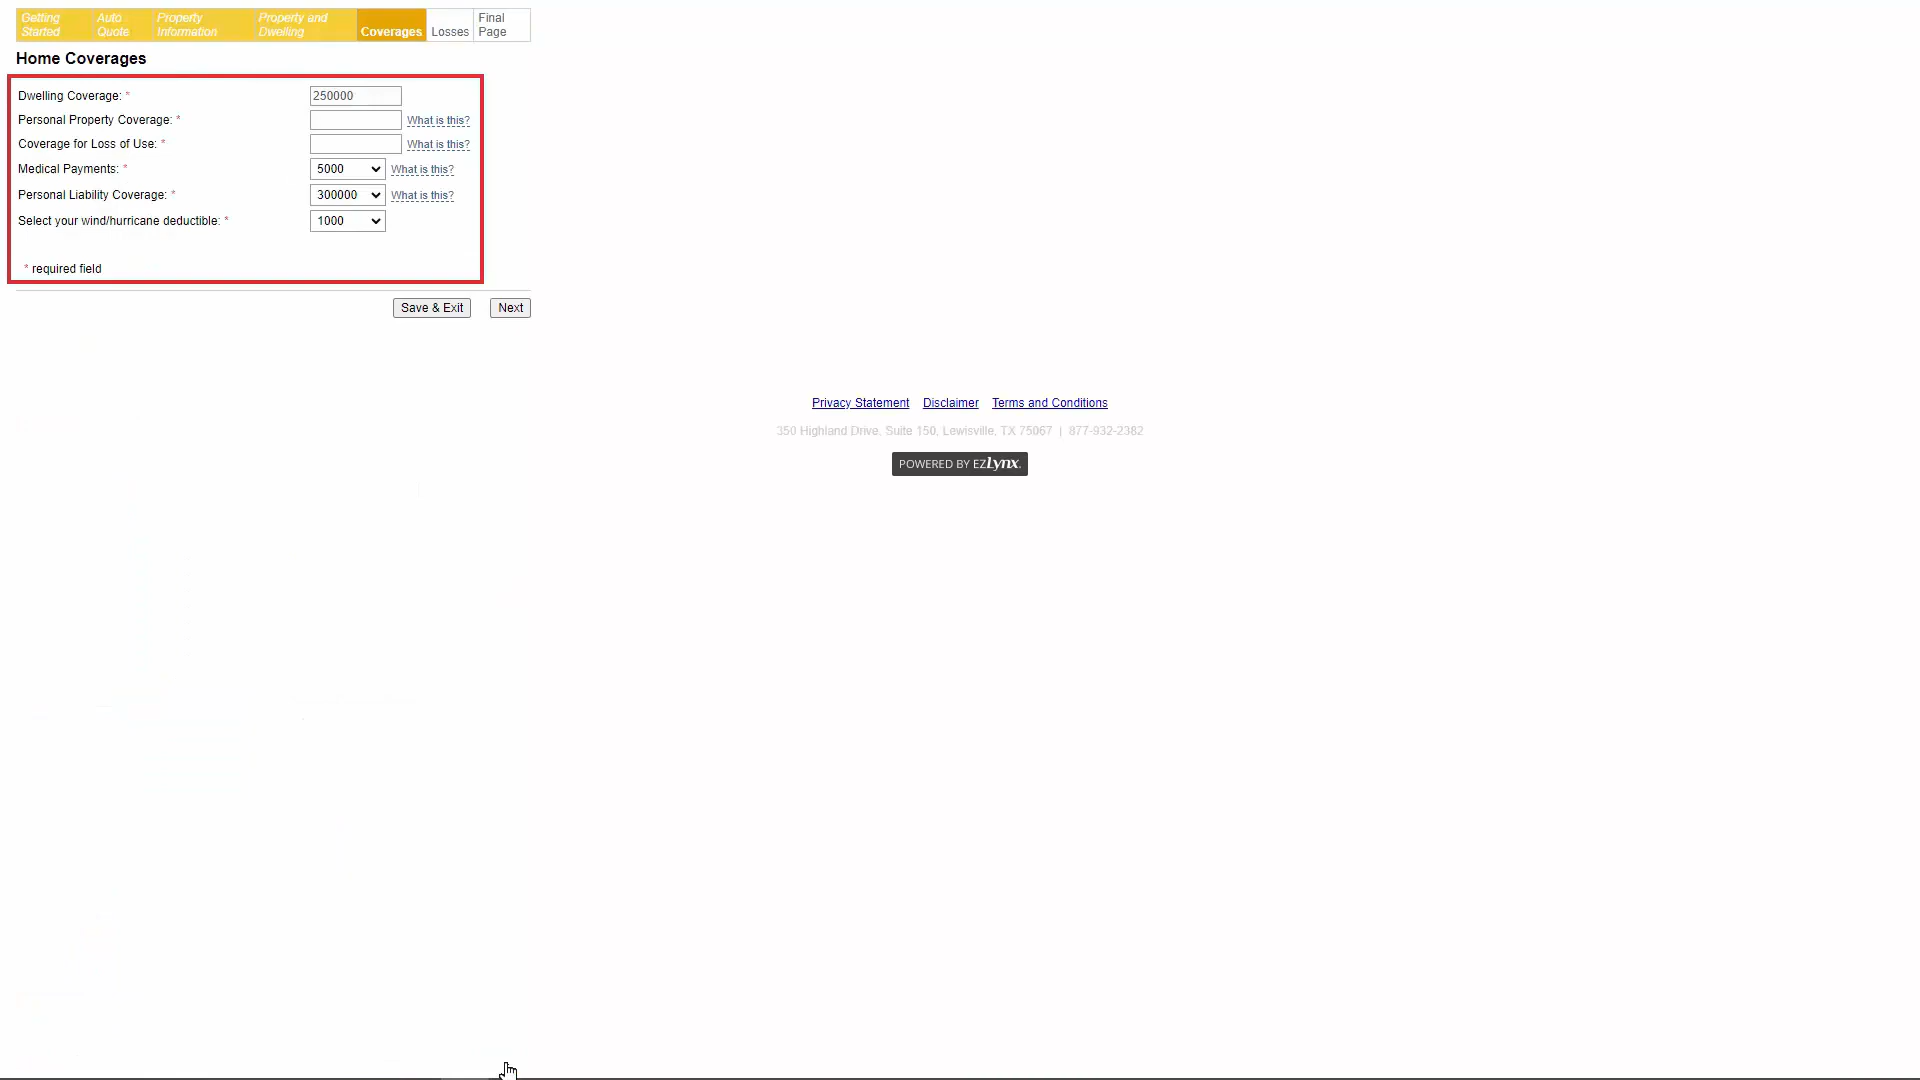 Getting Started
Auto Quote
Property Information
Property and Dwelling
Coverages
Losses
Final Page
Home Coverages
Dwelling Coverage: * 250000
Personal Property Coverage: * What is this?
Coverage for Loss of Use: * What is this?
Medical Payments: * 5000 What is this?
Personal Liability Coverage: * 300000 What is this?
Select your wind/hurricane deductible: * 1000
* required field
Save & Exit Next
Privacy Statement Disclaimer Terms and Conditions
350 Highland Drive, Suite 150, Lewisville, TX 75067 | 877-932-2382
POWERED BY EZLynx.